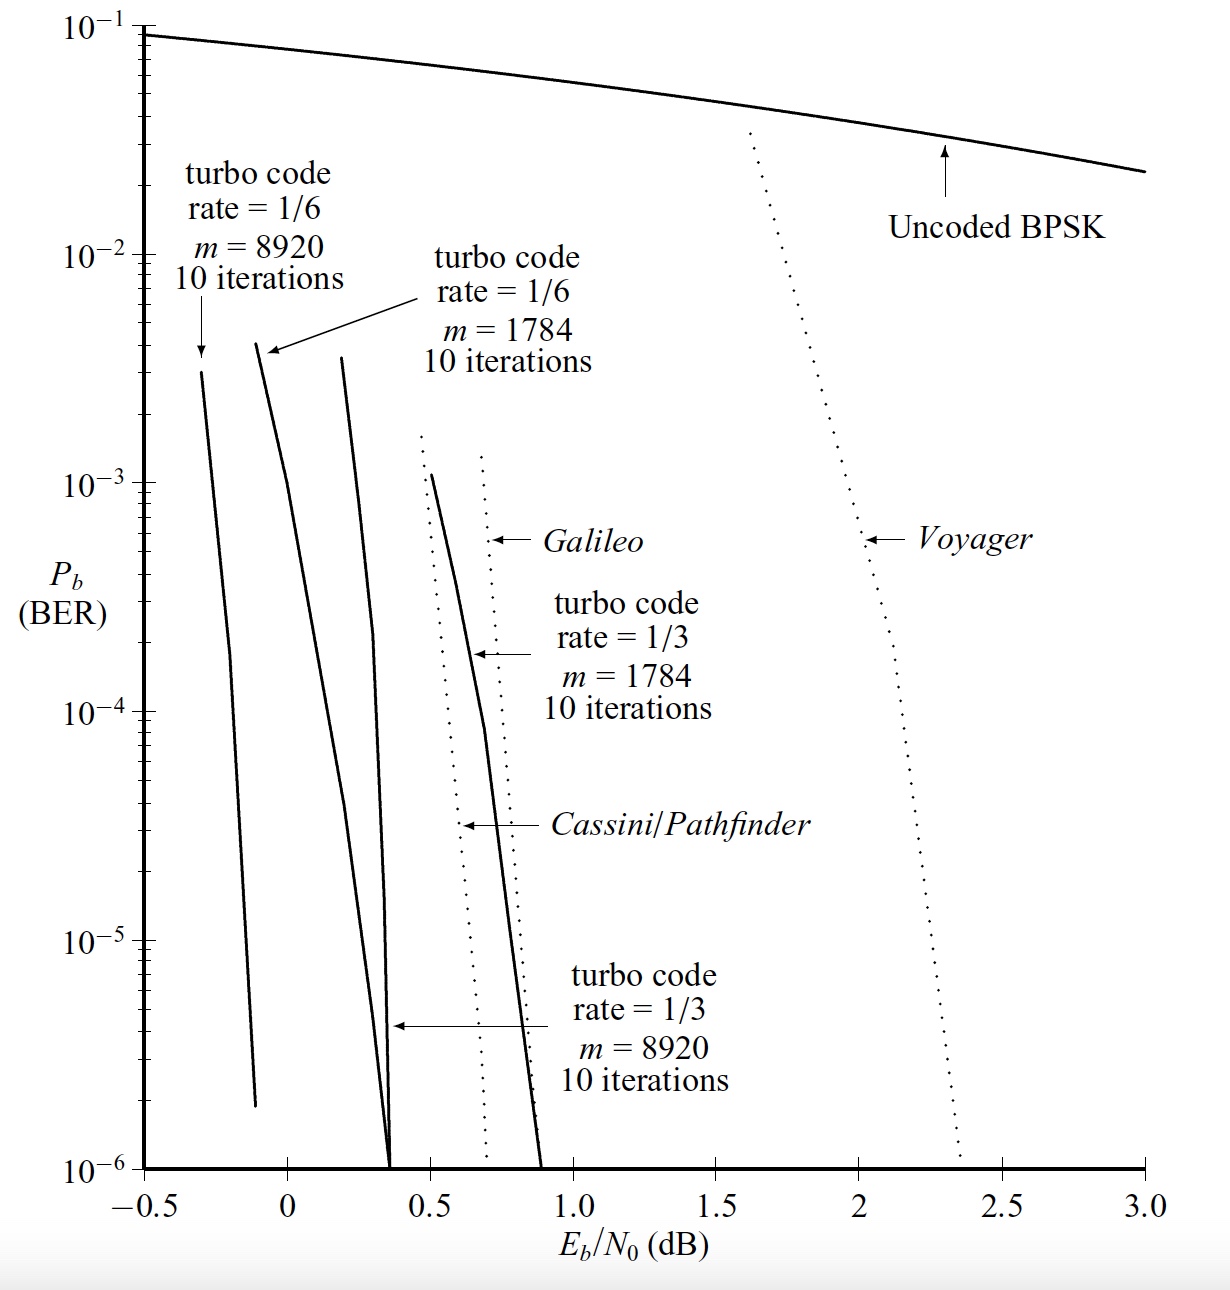 10−1
turbo code
rate = 1/6
m = 8920
10 iterations
Uncoded BPSK
10−2
turbo code
rate = 1/6
m = 1784
10 iterations
10−3
Galileo
Voyager
Pb
(BER)
turbo code
rate = 1/3
m = 1784
10 iterations
10−4
Cassini/Pathfinder
10−5
turbo code
rate = 1/3
m = 8920
10 iterations
10−6
−0.5 0 0.5 1.0 1.5 2 2.5 3.0
Eb/N0 (dB)